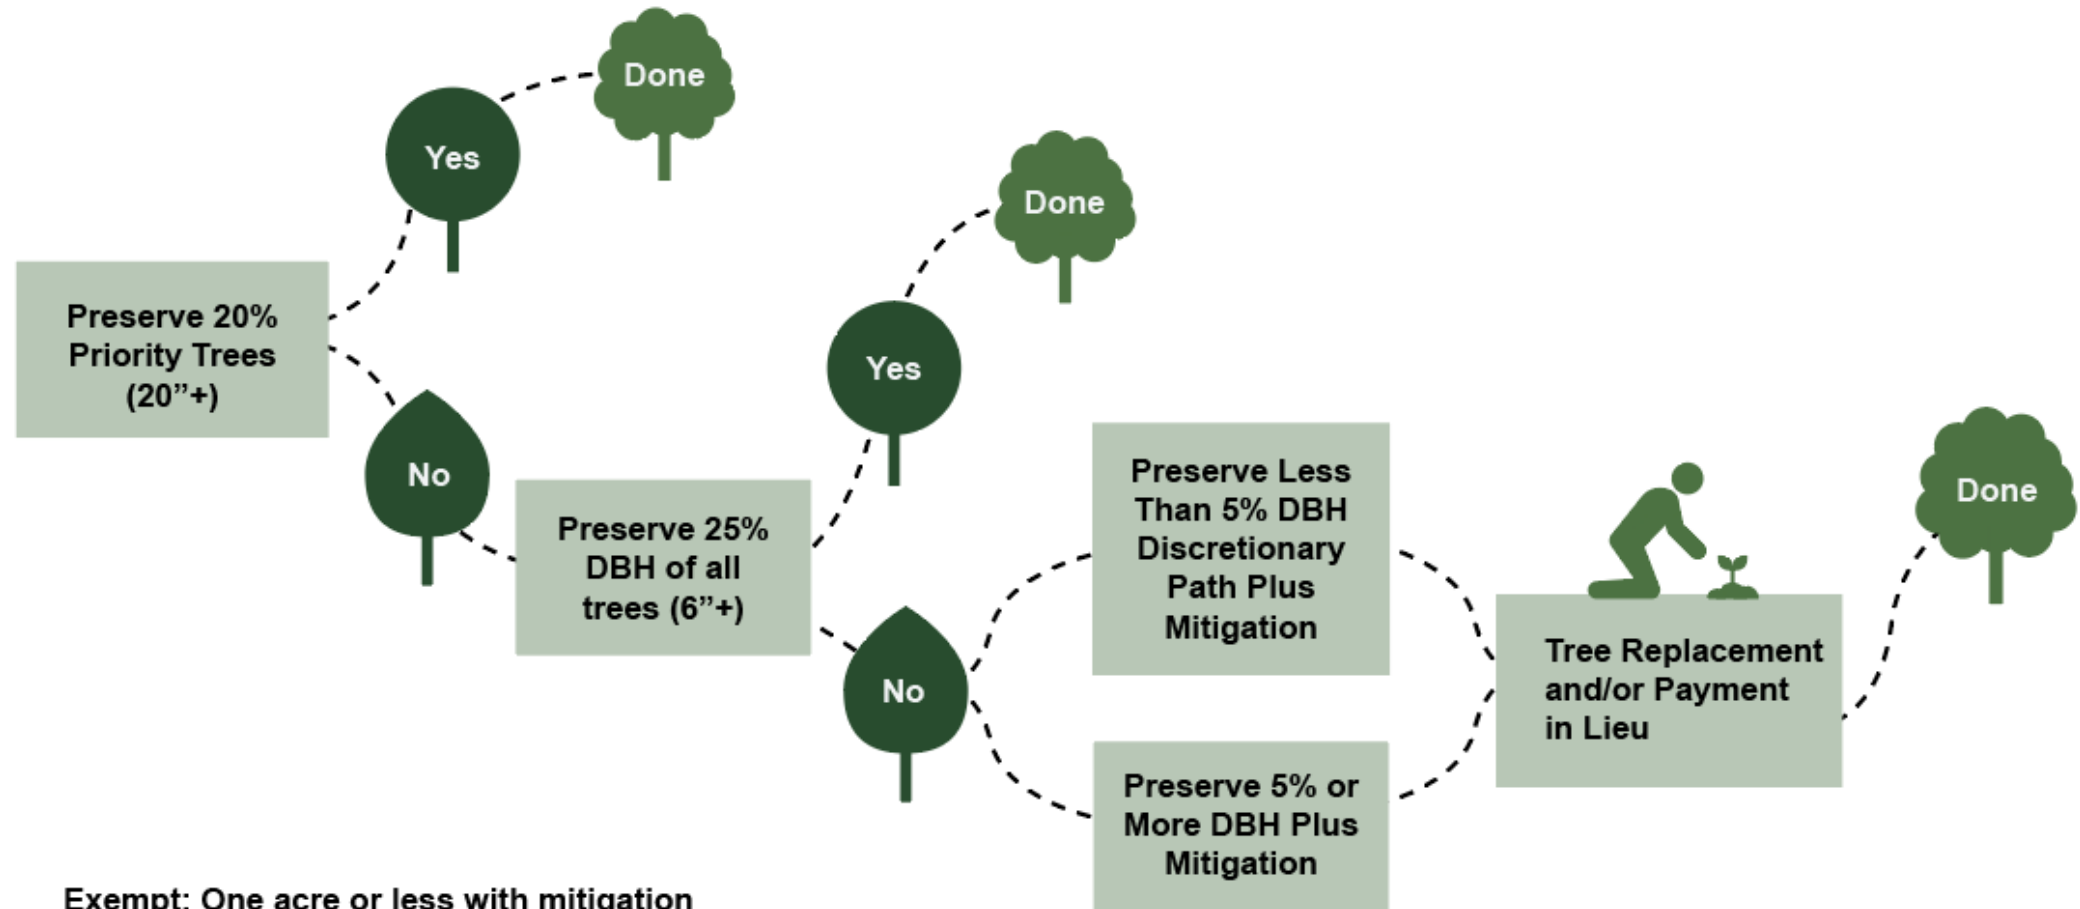 Done
Yes
Preserve 20%
Priority Trees
(20”+)
No
Done
Yes
Preserve 25%
DBH of all
trees (6”+)
No
Preserve Less
Than 5% DBH
Discretionary
Path Plus
Mitigation
Preserve 5% or
More DBH Plus
Mitigation
Tree Replacement
and/or Payment
in Lieu
Done
Exempt: One acre or less with mitigation